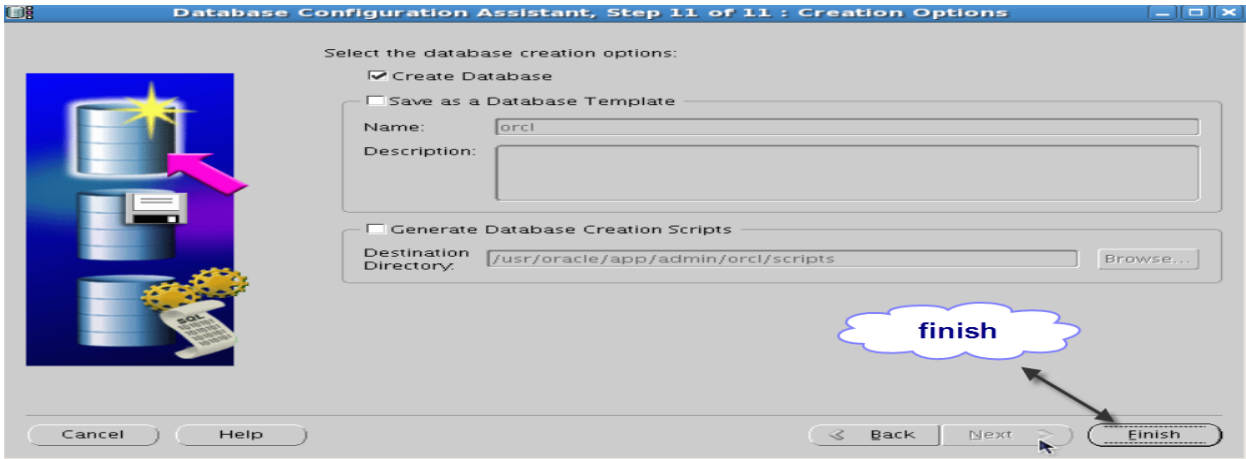 Database Configuration Assistant, Step 11 of 11 : Creation Options
Select the database creation options:
Create Database
Save as a Database Template
Name:
orcl
Description:
Generate Database Creation Scripts
Destination
Directory:
/usr/oracle/app/admin/orcl/scripts
Browse...
SQL
finish
Cancel
Help
Back
Next
Finish